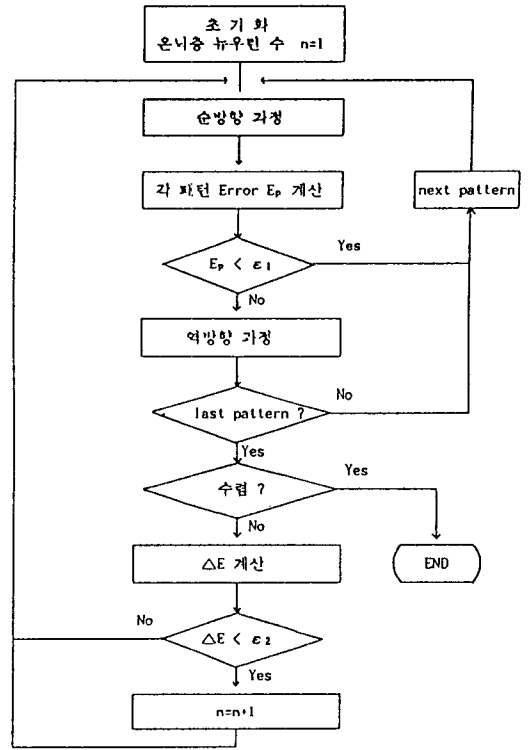 초 기 화
은닉층 뉴우런 수 n=1
순방향 과정
각 패턴 Error Eₚ 계산
next pattern
Yes
Eₚ < ε₁
No
역방향 과정
No
last pattern ?
Yes
Yes
수렴 ?
No
△E 계산
END
No
△E < ε₂
Yes
n=n+1